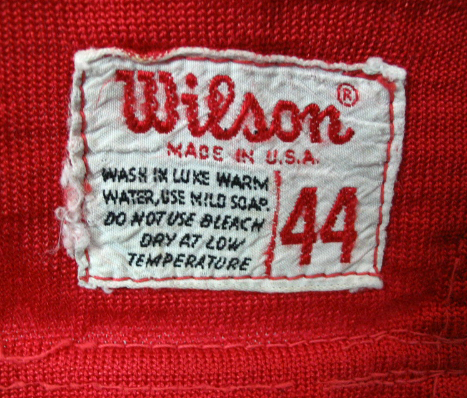 Wilson®
MADE IN U.S.A.
WASH IN LUKE WARM
WATER, USE MILD SOAP.
DO NOT USE BLEACH
DRY AT LOW
TEMPERATURE
44